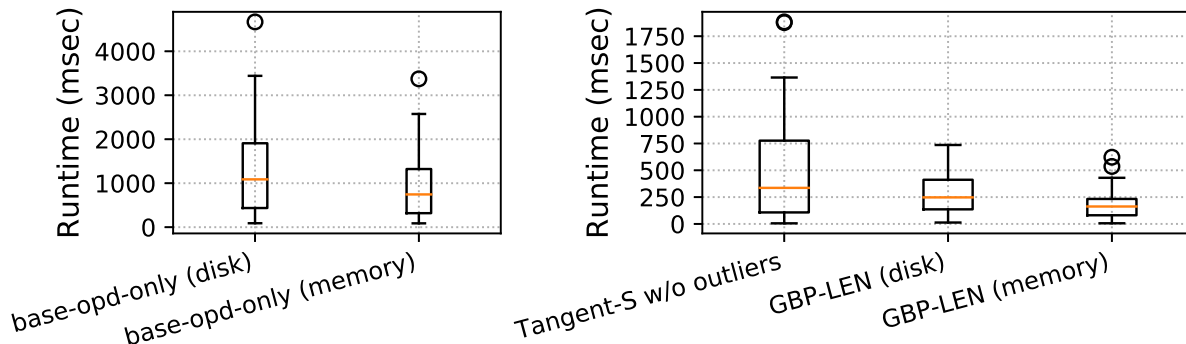 Runtime (msec)
4000
3000
2000
1000
0
base-opd-only (disk)
base-opd-only (memory)
Runtime (msec)
1750
1500
1250
1000
750
500
250
0
Tangent-S w/o outliers
GBP-LEN (disk)
GBP-LEN (memory)